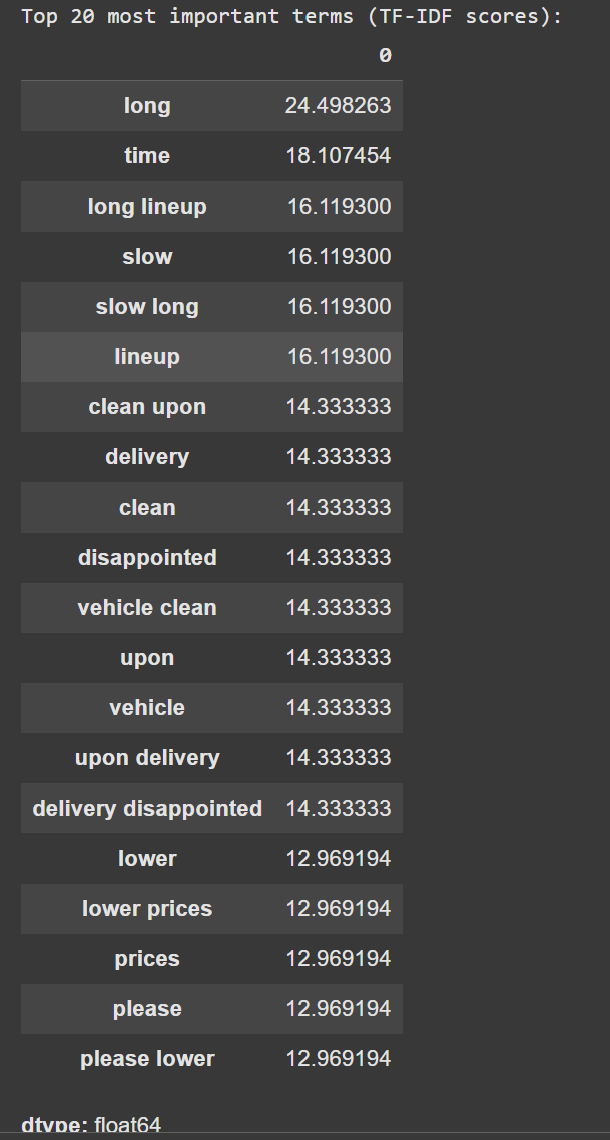 Top 20 most important terms (TF-IDF scores):
0
long 24.498263
time 18.107454
long lineup 16.119300
slow 16.119300
slow long 16.119300
lineup 16.119300
clean upon 14.333333
delivery 14.333333
clean 14.333333
disappointed 14.333333
vehicle clean 14.333333
upon 14.333333
vehicle 14.333333
upon delivery 14.333333
delivery disappointed 14.333333
lower 12.969194
lower prices 12.969194
prices 12.969194
please 12.969194
please lower 12.969194
dtype: float64